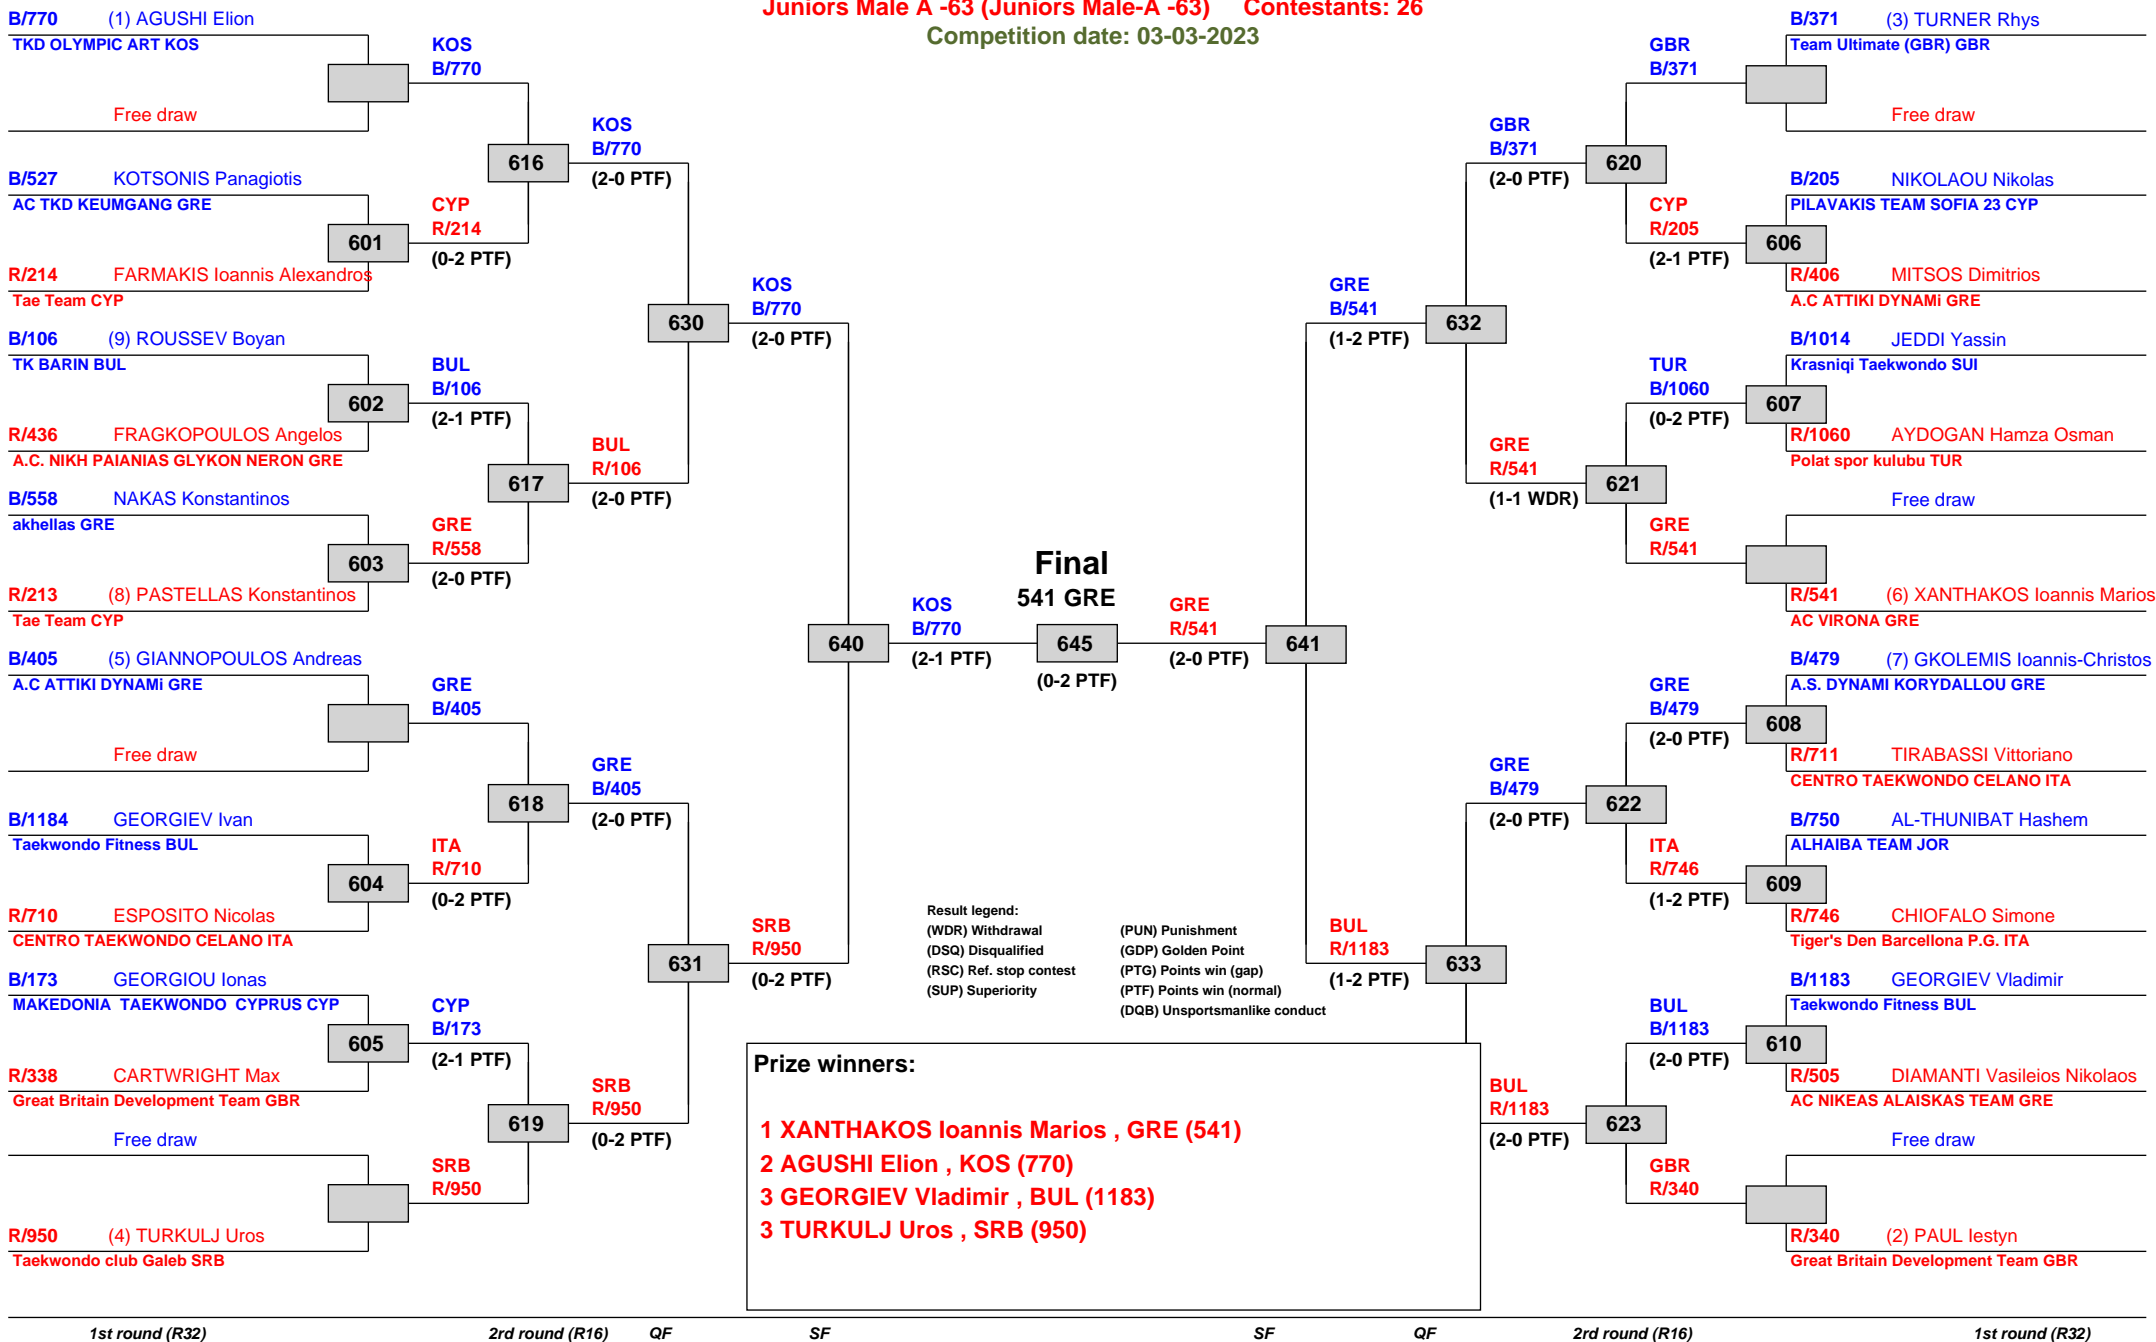 Juniors Male A -63 (Juniors Male-A -63) Contestants: 26
Competition date: 03-03-2023
B/770 (1) AGUSHI Elion
TKD OLYMPIC ART KOS
Free draw
B/527 KOTSONIS Panagiotis
AC TKD KEUMGANG GRE
601
R/214 FARMAKIS Ioannis Alexandros
Tae Team CYP
B/106 (9) ROUSSEV Boyan
TK BARIN BUL
602
R/436 FRAGKOPOULOS Angelos
A.C. NIKH PAIANIAS GLYKON NERON GRE
B/558 NAKAS Konstantinos
akhellas GRE
603
R/213 (8) PASTELLAS Konstantinos
Tae Team CYP
B/405 (5) GIANNOPOULOS Andreas
A.C ATTIKI DYNAMi GRE
Free draw
B/1184 GEORGIEV Ivan
Taekwondo Fitness BUL
604
R/710 ESPOSITO Nicolas
CENTRO TAEKWONDO CELANO ITA
B/173 GEORGIOU Ionas
MAKEDONIA TAEKWONDO CYPRUS CYP
605
R/338 CARTWRIGHT Max
Great Britain Development Team GBR
Free draw
R/950 (4) TURKULJ Uros
Taekwondo club Galeb SRB
KOS
B/770
616
CYP
R/214
(0-2 PTF)
BUL
B/106
(2-1 PTF)
617
GRE
R/558
(2-0 PTF)
GRE
B/405
618
ITA
R/710
(0-2 PTF)
CYP
B/173
(2-1 PTF)
619
SRB
R/950
KOS
B/770
(2-0 PTF)
630
BUL
R/106
(2-0 PTF)
GRE
B/405
(2-0 PTF)
631
SRB
R/950
(0-2 PTF)
KOS
B/770
(2-0 PTF)
640
SRB
R/950
(0-2 PTF)
KOS
B/770
(2-1 PTF)
Final
541 GRE
645
(0-2 PTF)
GRE
R/541
(2-0 PTF)
641
GRE
B/541
(1-2 PTF)
BUL
R/1183
(1-2 PTF)
GBR
B/371
(2-0 PTF)
632
GRE
R/541
(1-1 WDR)
GRE
B/479
(2-0 PTF)
633
BUL
R/1183
(2-0 PTF)
GBR
B/371
620
CYP
R/205
(2-1 PTF)
TUR
B/1060
(0-2 PTF)
621
GRE
R/541
GRE
B/479
(2-0 PTF)
622
ITA
R/746
(1-2 PTF)
BUL
B/1183
(2-0 PTF)
623
GBR
R/340
B/371 (3) TURNER Rhys
Team Ultimate (GBR) GBR
Free draw
B/205 NIKOLAOU Nikolas
PILAVAKIS TEAM SOFIA 23 CYP
606
R/406 MITSOS Dimitrios
A.C ATTIKI DYNAMi GRE
B/1014 JEDDI Yassin
Krasniqi Taekwondo SUI
607
R/1060 AYDOGAN Hamza Osman
Polat spor kulubu TUR
Free draw
R/541 (6) XANTHAKOS Ioannis Marios
AC VIRONA GRE
B/479 (7) GKOLEMIS Ioannis-Christos
A.S. DYNAMI KORYDALLOU GRE
608
R/711 TIRABASSI Vittoriano
CENTRO TAEKWONDO CELANO ITA
B/750 AL-THUNIBAT Hashem
ALHAIBA TEAM JOR
609
R/746 CHIOFALO Simone
Tiger's Den Barcellona P.G. ITA
B/1183 GEORGIEV Vladimir
Taekwondo Fitness BUL
610
R/505 DIAMANTI Vasileios Nikolaos
AC NIKEAS ALAISKAS TEAM GRE
Free draw
R/340 (2) PAUL Iestyn
Great Britain Development Team GBR
Result legend:
(WDR) Withdrawal (PUN) Punishment
(DSQ) Disqualified (GDP) Golden Point
(RSC) Ref. stop contest (PTG) Points win (gap)
(SUP) Superiority (PTF) Points win (normal)
(DQB) Unsportsmanlike conduct
Prize winners:
1 XANTHAKOS Ioannis Marios , GRE (541)
2 AGUSHI Elion , KOS (770)
3 GEORGIEV Vladimir , BUL (1183)
3 TURKULJ Uros , SRB (950)
1st round (R32) 2rd round (R16) QF SF SF QF 2rd round (R16) 1st round (R32)